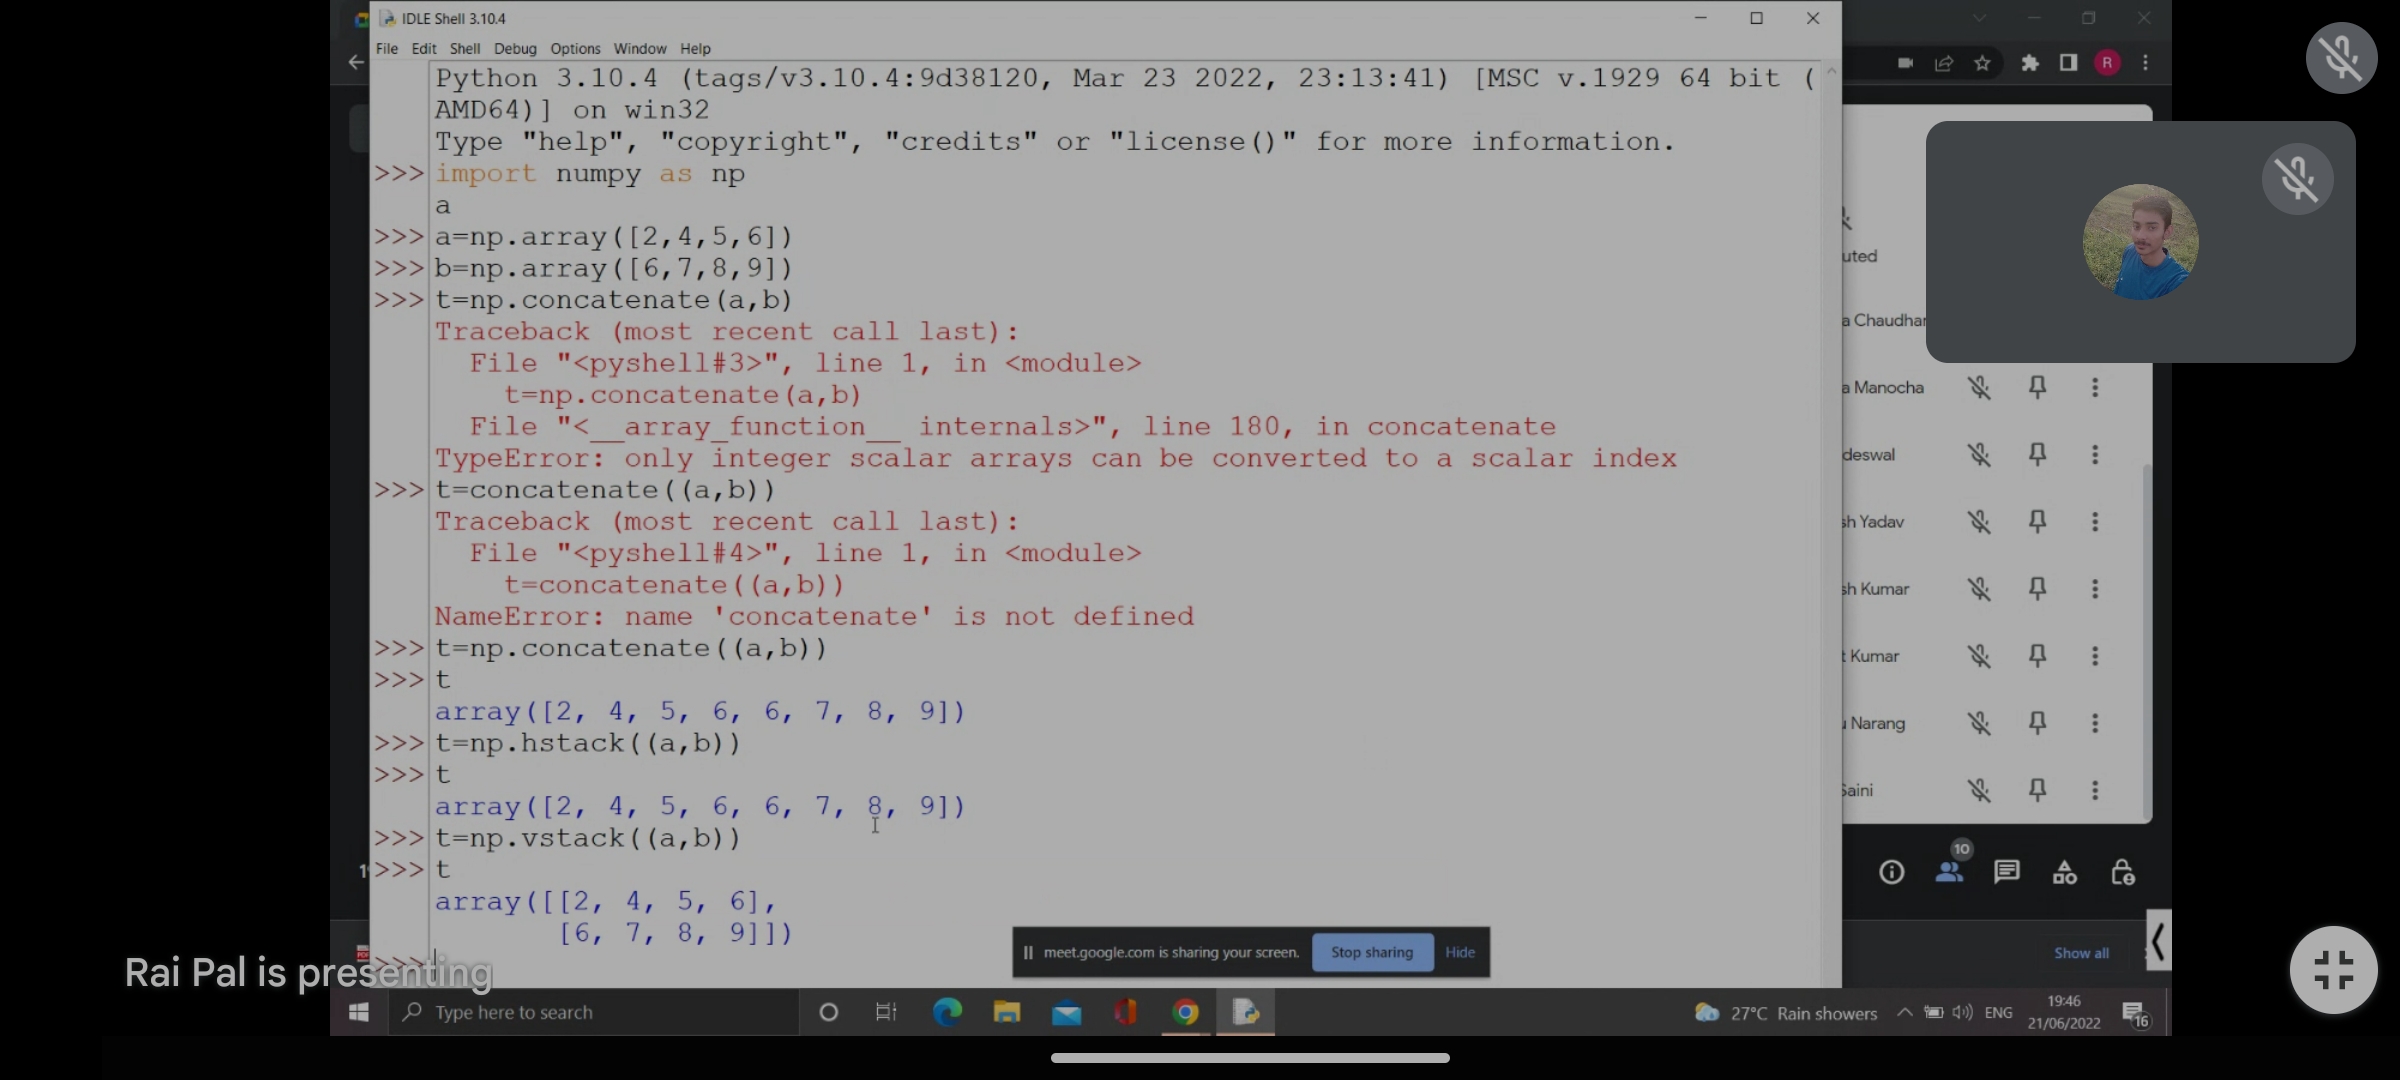 IDLE Shell 3.10.4
File Edit Shell Debug Options Window Help
Python 3.10.4 (tags/v3.10.4:9d38120, Mar 23 2022, 23:13:41) [MSC v.1929 64 bit (
AMD64)] on win32
Type "help", "copyright", "credits" or "license()" for more information.
>>> import numpy as np
a
>>> a=np.array([2,4,5,6])
>>> b=np.array([6,7,8,9])
>>> t=np.concatenate(a,b)
Traceback (most recent call last):
File "<pyshell#3>", line 1, in <module>
t=np.concatenate(a,b)
File "<__array_function__ internals>", line 180, in concatenate
TypeError: only integer scalar arrays can be converted to a scalar index
>>> t=concatenate((a,b))
Traceback (most recent call last):
File "<pyshell#4>", line 1, in <module>
t=concatenate((a,b))
NameError: name 'concatenate' is not defined
>>> t=np.concatenate((a,b))
>>> t
array([2, 4, 5, 6, 6, 7, 8, 9])
>>> t=np.hstack((a,b))
>>> t
array([2, 4, 5, 6, 6, 7, 8, 9])
>>> t=np.vstack((a,b))
>>> t
array([[2, 4, 5, 6],
[6, 7, 8, 9]])
>>>
R
uted
a Chaudhar
a Manocha
deswal
sh Yadav
sh Kumar
t Kumar
Narang
Saini
10
Show all
meet.google.com is sharing your screen. Stop sharing Hide
Rai Pal is presenting
Type here to search
27°C Rain showers ENG
19:46
21/06/2022
16